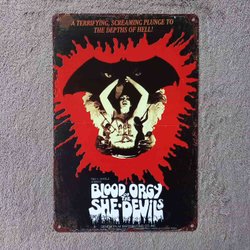 A TERRIFYING, SCREAMING PLUNGE TO
THE DEPTHS OF HELL!
BLOOD ORGY
OF THE
SHE-DEVILS